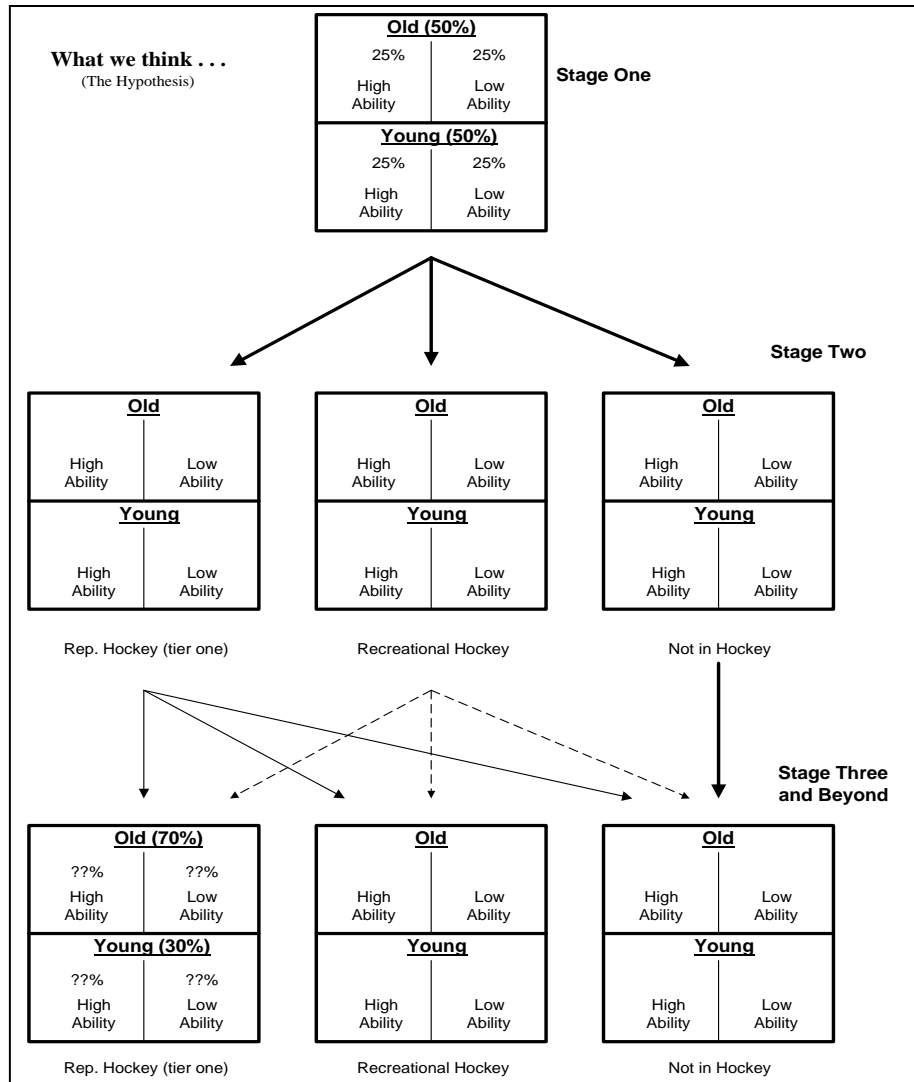 What we think . . .
(The Hypothesis)
Old (50%)
25% 25%
High Low
Ability Ability
Stage One
Young (50%)
25% 25%
High Low
Ability Ability
Stage Two
Old Old Old
High Low High Low High Low
Ability Ability Ability Ability Ability Ability
Young Young Young
High Low High Low High Low
Ability Ability Ability Ability Ability Ability
Rep. Hockey (tier one) Recreational Hockey Not in Hockey
Stage Three
and Beyond
Old (70%) Old Old
??% ??%
High Low High Low High Low
Ability Ability Ability Ability Ability Ability
Young (30%) Young Young
??% ??%
High Low High Low High Low
Ability Ability Ability Ability Ability Ability
Rep. Hockey (tier one) Recreational Hockey Not in Hockey